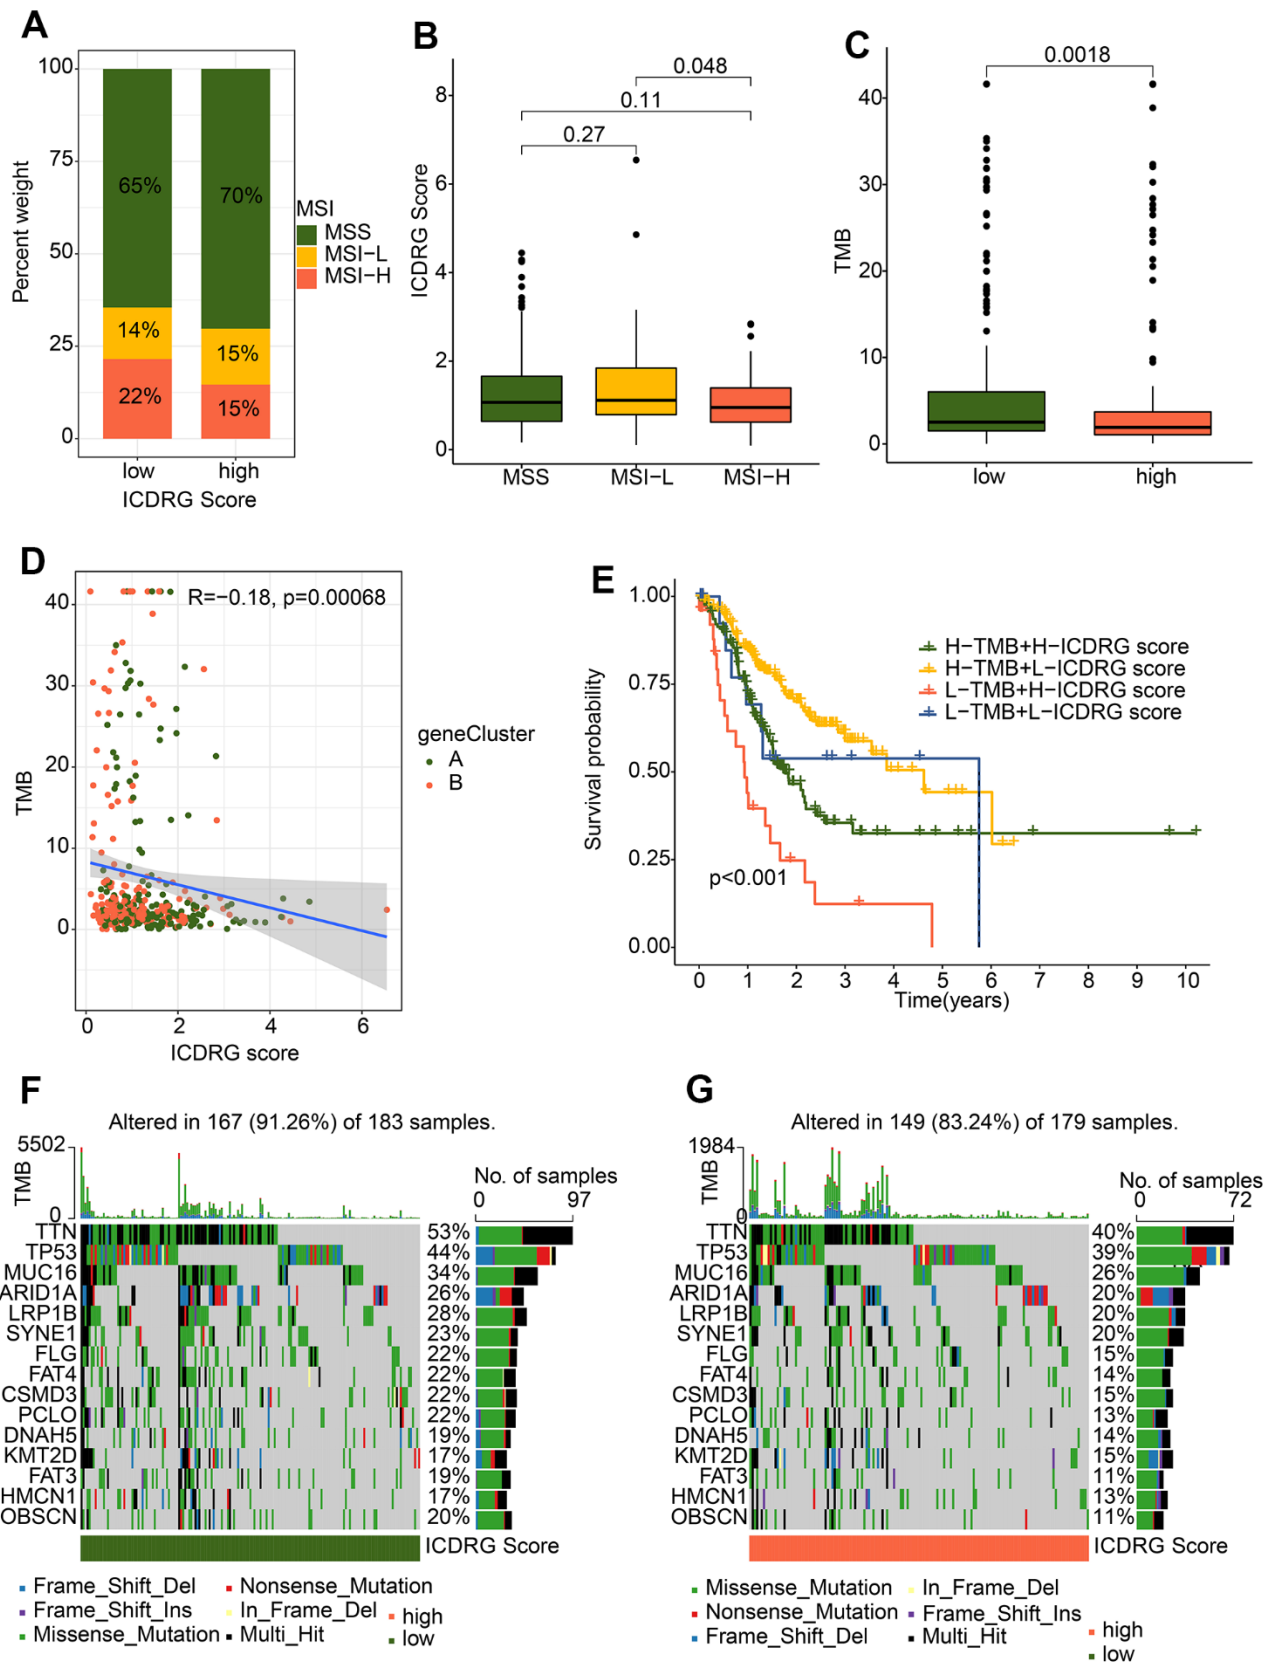 A
100
75
50
25
0
Percent weight
65%
14%
22%
70%
15%
15%
low
high
ICDRG Score
MSI
MSS
MSI−L
MSI−H
B
8
6
4
2
0
ICDRG Score
0.048
0.11
0.27
MSS
MSI−L
MSI−H
C
40
30
20
10
0
TMB
0.0018
low
high
D
40
30
20
10
0
TMB
R=−0.18, p=0.00068
0
2
4
6
ICDRG score
geneCluster
A
B
E
1.00
0.75
0.50
0.25
0.00
Survival probability
H−TMB+H−ICDRG score
H−TMB+L−ICDRG score
L−TMB+H−ICDRG score
L−TMB+L−ICDRG score
p<0.001
0 1 2 3 4 5 6 7 8 9 10
Time(years)
F
Altered in 167 (91.26%) of 183 samples.
5502
0
TMB
No. of samples
0 97
TTN 53%
TP53 44%
MUC16 34%
ARID1A 26%
LRP1B 28%
SYNE1 23%
FLG 22%
FAT4 22%
CSMD3 22%
PCLO 22%
DNAH5 19%
KMT2D 17%
FAT3 19%
HMCN1 17%
OBSCN 20%
ICDRG Score
Frame_Shift_Del
Frame_Shift_Ins
Missense_Mutation
Nonsense_Mutation
In_Frame_Del
Multi_Hit
high
low
G
Altered in 149 (83.24%) of 179 samples.
1984
0
TMB
No. of samples
0 72
TTN 40%
TP53 39%
MUC16 26%
ARID1A 20%
LRP1B 20%
SYNE1 20%
FLG 15%
FAT4 14%
CSMD3 15%
PCLO 13%
DNAH5 14%
KMT2D 15%
FAT3 11%
HMCN1 13%
OBSCN 11%
ICDRG Score
Missense_Mutation
Nonsense_Mutation
Frame_Shift_Del
In_Frame_Del
Frame_Shift_Ins
Multi_Hit
high
low